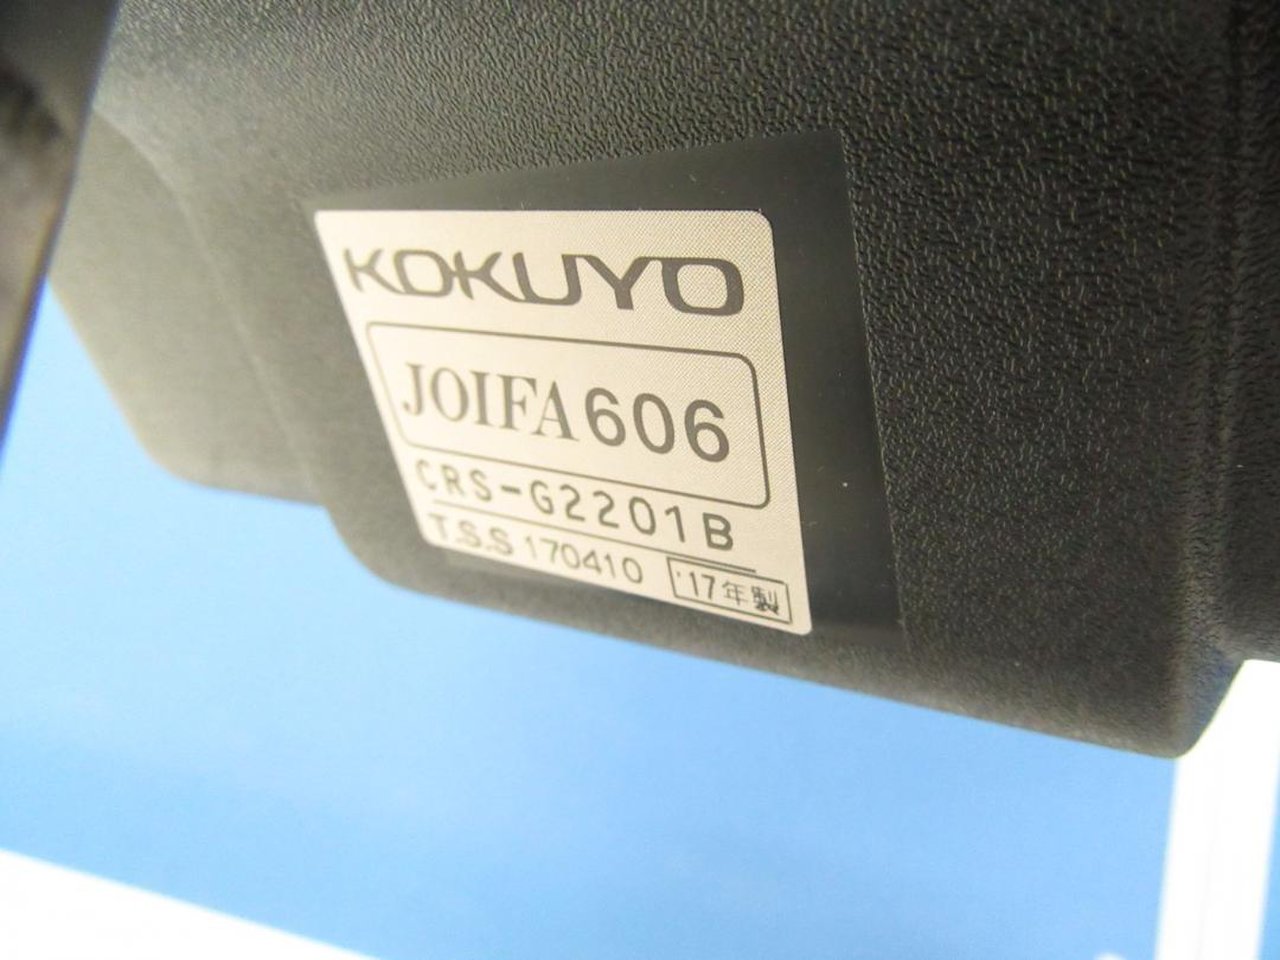 KOKUYO
JOIFA606
CRS-G2201B
T.S.S 170410 '17年製